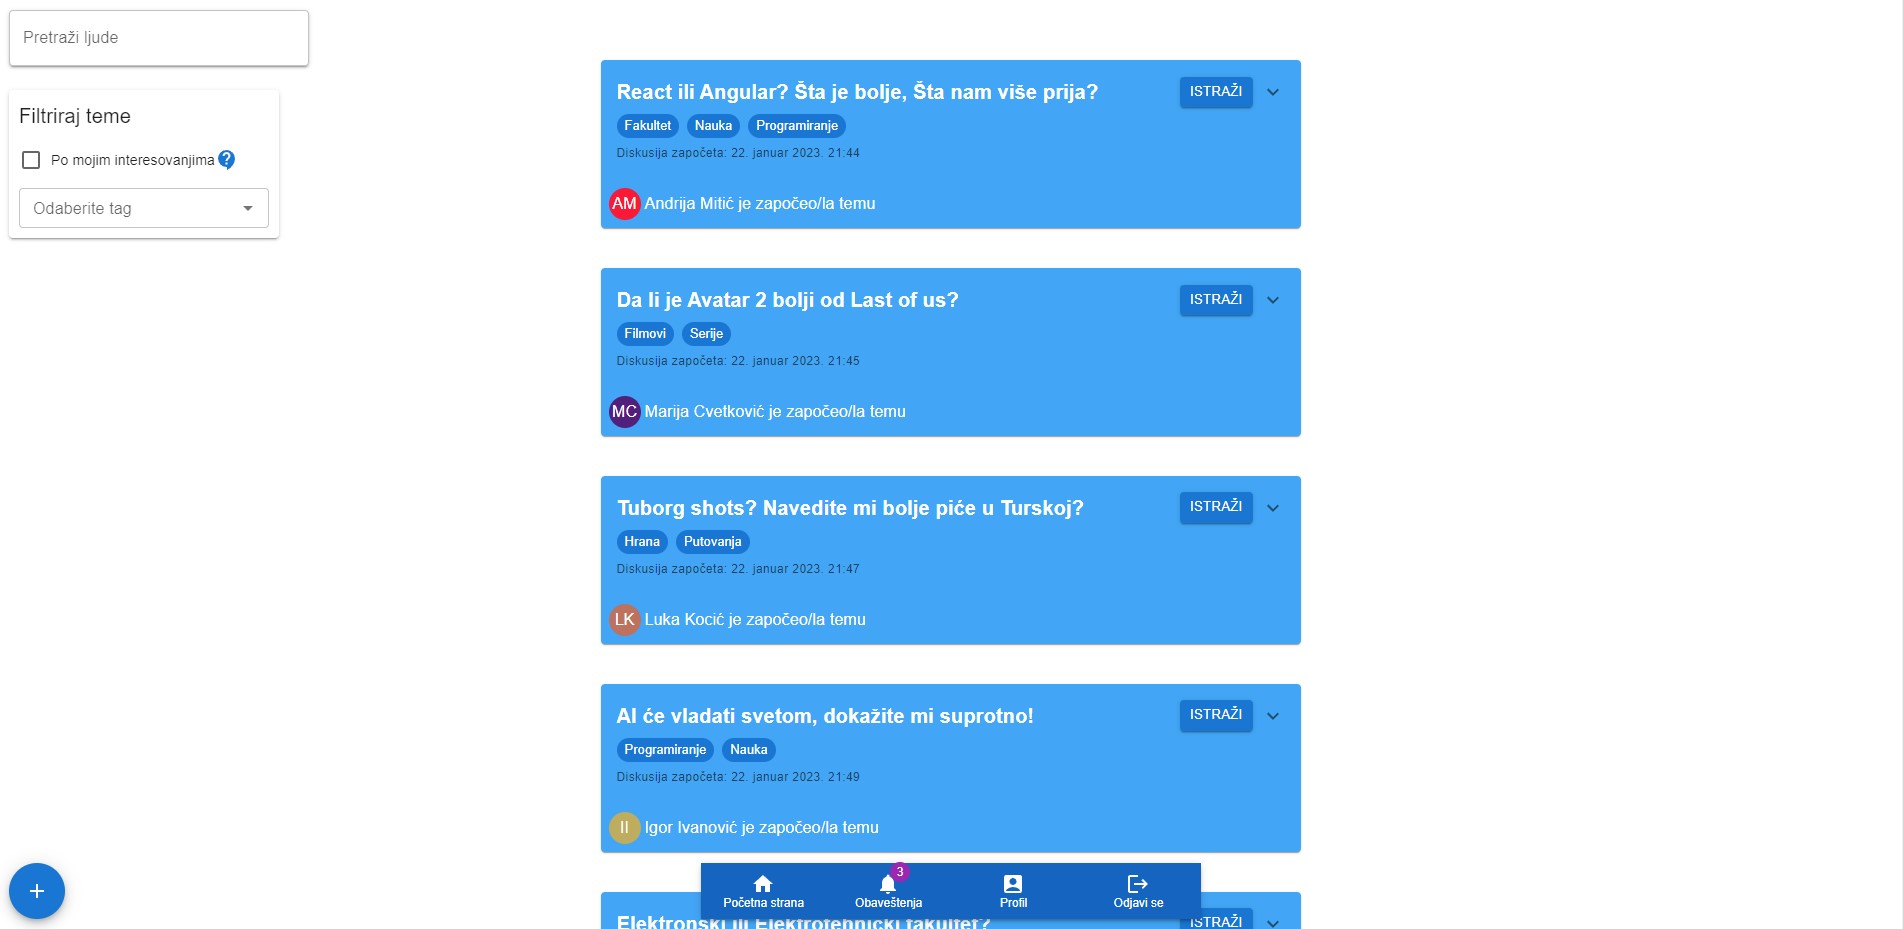 Pretraži ljude
Filtriraj teme
Po mojim interesovanjima
Odaberite tag
React ili Angular? Šta je bolje, Šta nam više prija?
ISTRAŽI
Fakultet Nauka Programiranje
Diskusija započeta: 22. januar 2023. 21:44
AM Andrija Mitić je započeo/la temu
Da li je Avatar 2 bolji od Last of us?
ISTRAŽI
Filmovi Serije
Diskusija započeta: 22. januar 2023. 21:45
MC Marija Cvetković je započeo/la temu
Tuborg shots? Navedite mi bolje piće u Turskoj?
ISTRAŽI
Hrana Putovanja
Diskusija započeta: 22. januar 2023. 21:47
LK Luka Kocić je započeo/la temu
AI će vladati svetom, dokažite mi suprotno!
ISTRAŽI
Programiranje Nauka
Diskusija započeta: 22. januar 2023. 21:49
II Igor Ivanović je započeo/la temu
Elektronski ili Elektrotehnički fakultet?
ISTRAŽI
3
Početna strana Obaveštenja Profil Odjavi se